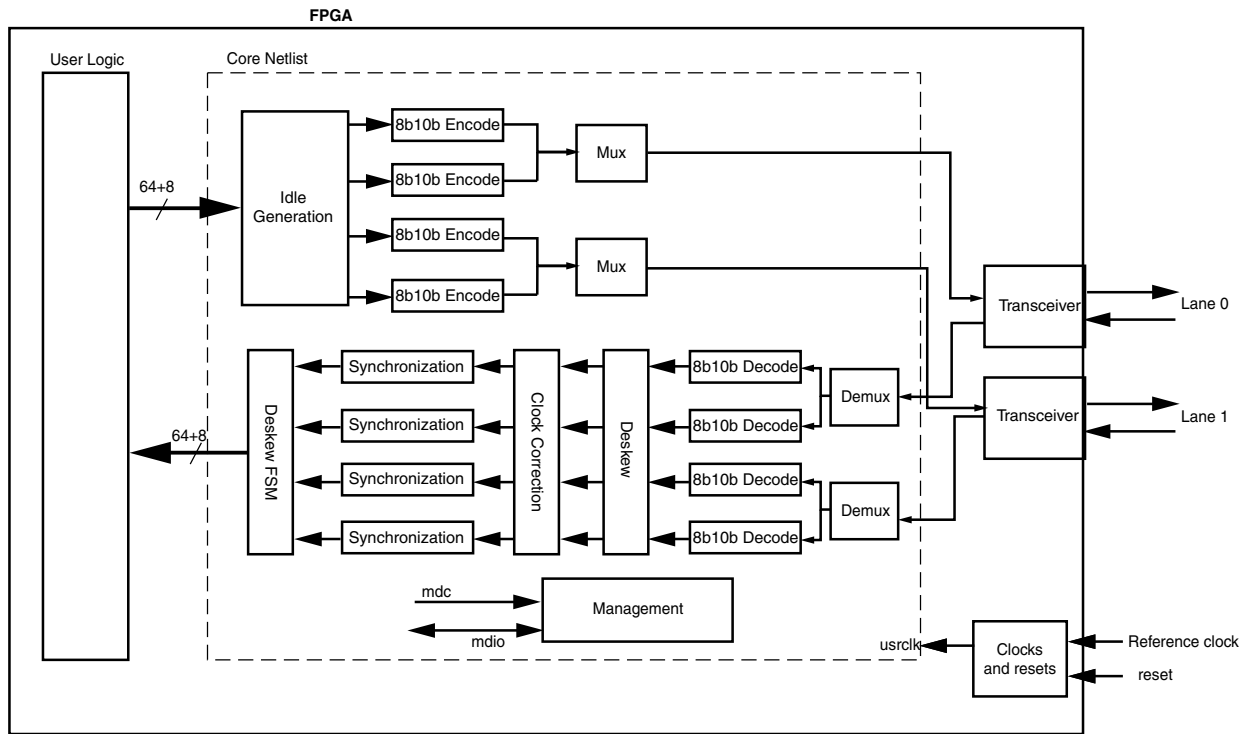 FPGA
User Logic
Core Netlist
8b10b Encode
Mux
8b10b Encode
64+8
Idle
Generation
8b10b Encode
Mux
8b10b Encode
Transceiver
Lane 0
8b10b Decode
Synchronization
Demux
Transceiver
Lane 1
Deskew FSM
Clock Correction
Deskew
Synchronization
8b10b Decode
64+8
Synchronization
8b10b Decode
Demux
Synchronization
8b10b Decode
mdc
Management
mdio
usrclk
Clocks
and resets
Reference clock
reset